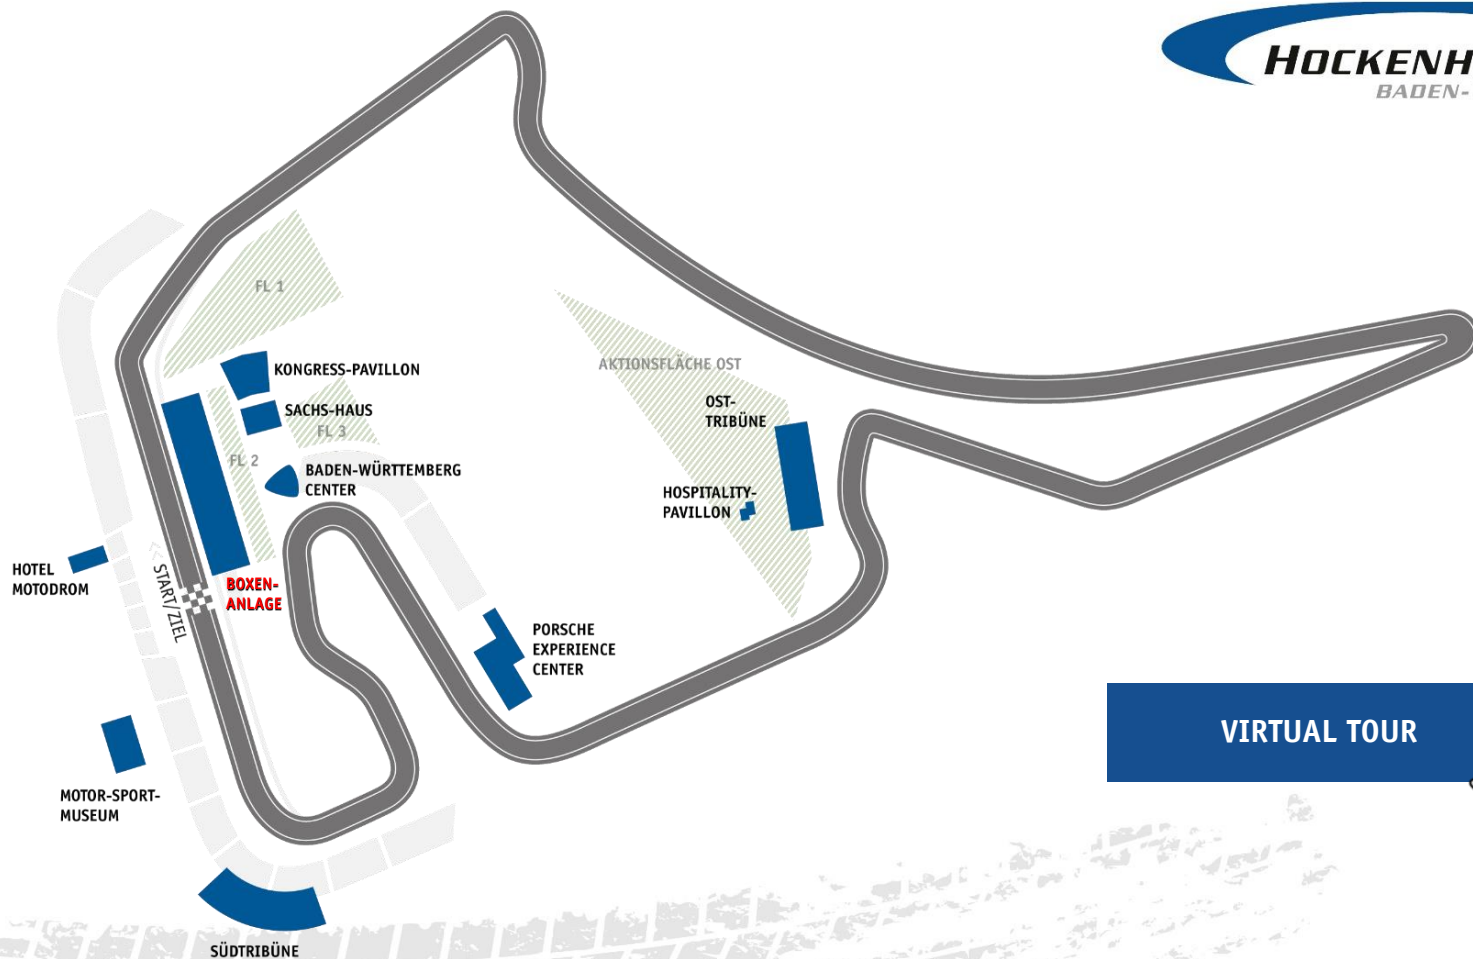 HOCKENH
BADEN-
FL 1
KONGRESS-PAVILLON
SACHS-HAUS
FL 3
FL 2
BADEN-WÜRTTEMBERG
CENTER
AKTIONSFLÄCHE OST
OST-
TRIBÜNE
HOSPITALITY-
PAVILLON
HOTEL
MOTODROM
<< START/ZIEL
BOXEN-
ANLAGE
PORSCHE
EXPERIENCE
CENTER
VIRTUAL TOUR
MOTOR-SPORT-
MUSEUM
SÜDTRIBÜNE